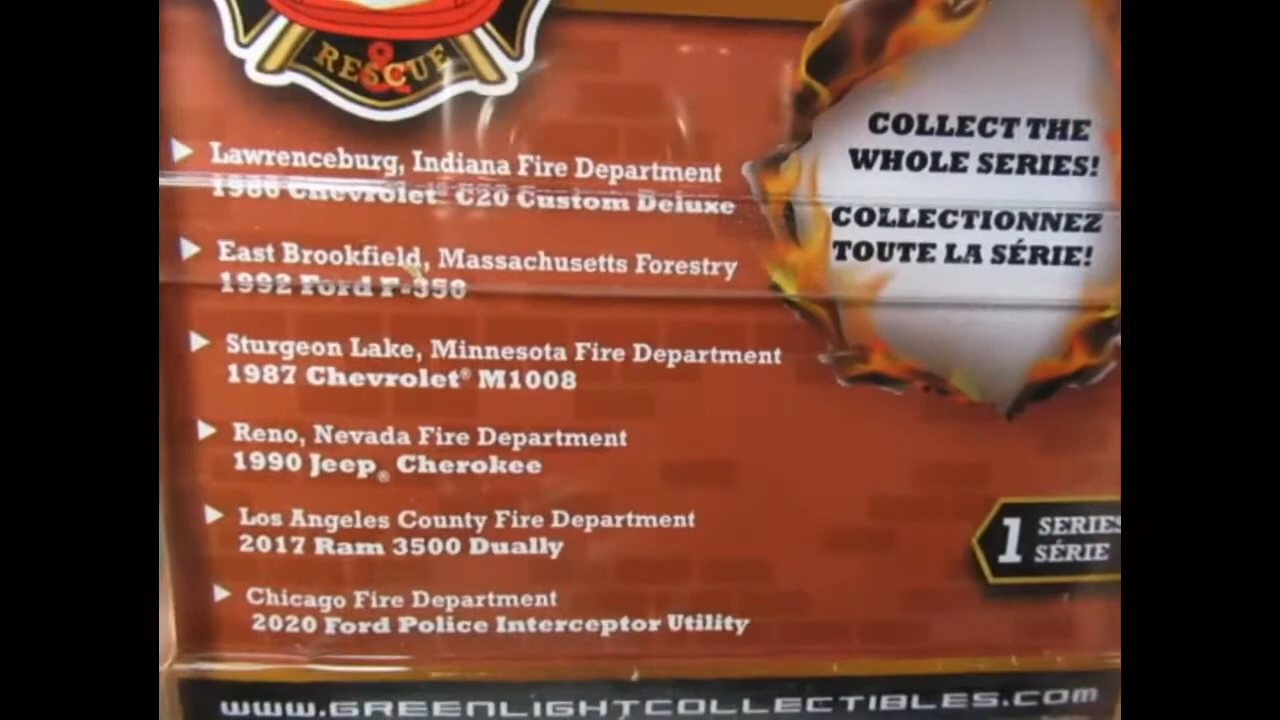 & RESCUE
Lawrenceburg, Indiana Fire Department
1986 Chevrolet® C20 Custom Deluxe
East Brookfield, Massachusetts Forestry
1992 Ford F-350
Sturgeon Lake, Minnesota Fire Department
1987 Chevrolet® M1008
Reno, Nevada Fire Department
1990 Jeep® Cherokee
Los Angeles County Fire Department
2017 Ram 3500 Dually
Chicago Fire Department
2020 Ford Police Interceptor Utility
COLLECT THE
WHOLE SERIES!
COLLECTIONNEZ
TOUTE LA SÉRIE!
1 SERIES
SÉRIE
www.GREENLIGHTCOLLECTIBLES.com